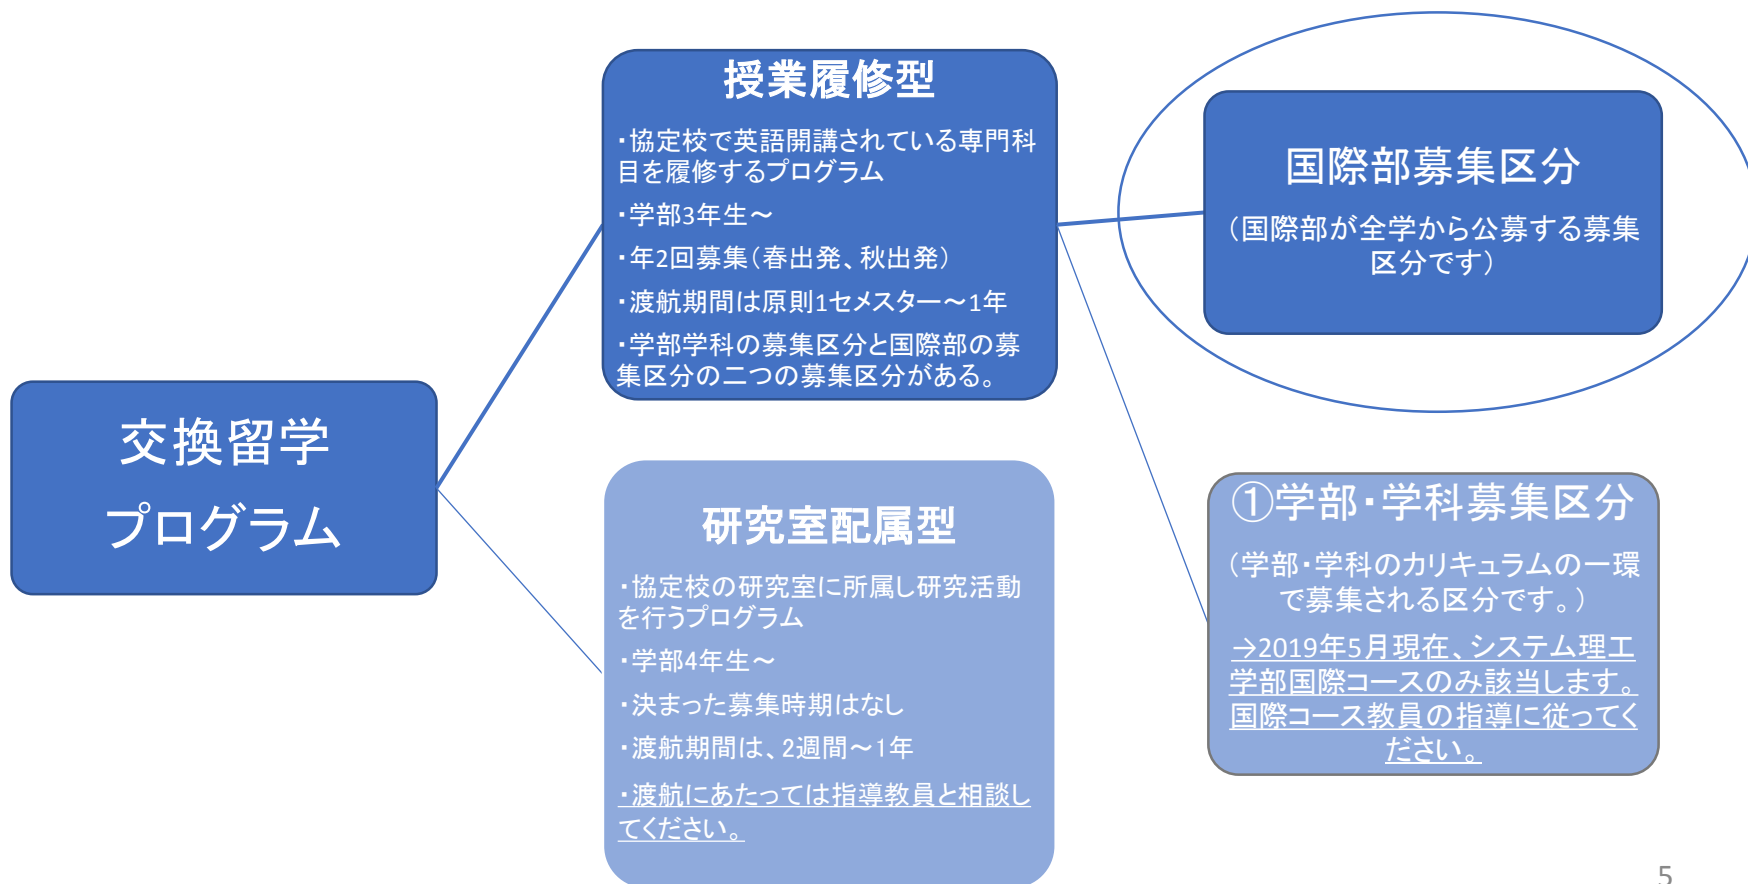 交換留学
プログラム
授業履修型
・協定校で英語開講されている専門科
目を履修するプログラム
・学部3年生～
・年2回募集（春出発、秋出発）
・渡航期間は原則1セメスター～1年
・学部学科の募集区分と国際部の募
集区分の二つの募集区分がある。
研究室配属型
・協定校の研究室に所属し研究活動
を行うプログラム
・学部4年生～
・決まった募集時期はなし
・渡航期間は、2週間～1年
・渡航にあたっては指導教員と相談し
てください。
国際部募集区分
（国際部が全学から公募する募集
区分です）
①学部・学科募集区分
（学部・学科のカリキュラムの一環
で募集される区分です。）
→2019年5月現在、システム理工
学部国際コースのみ該当します。
国際コース教員の指導に従ってく
ださい。
5